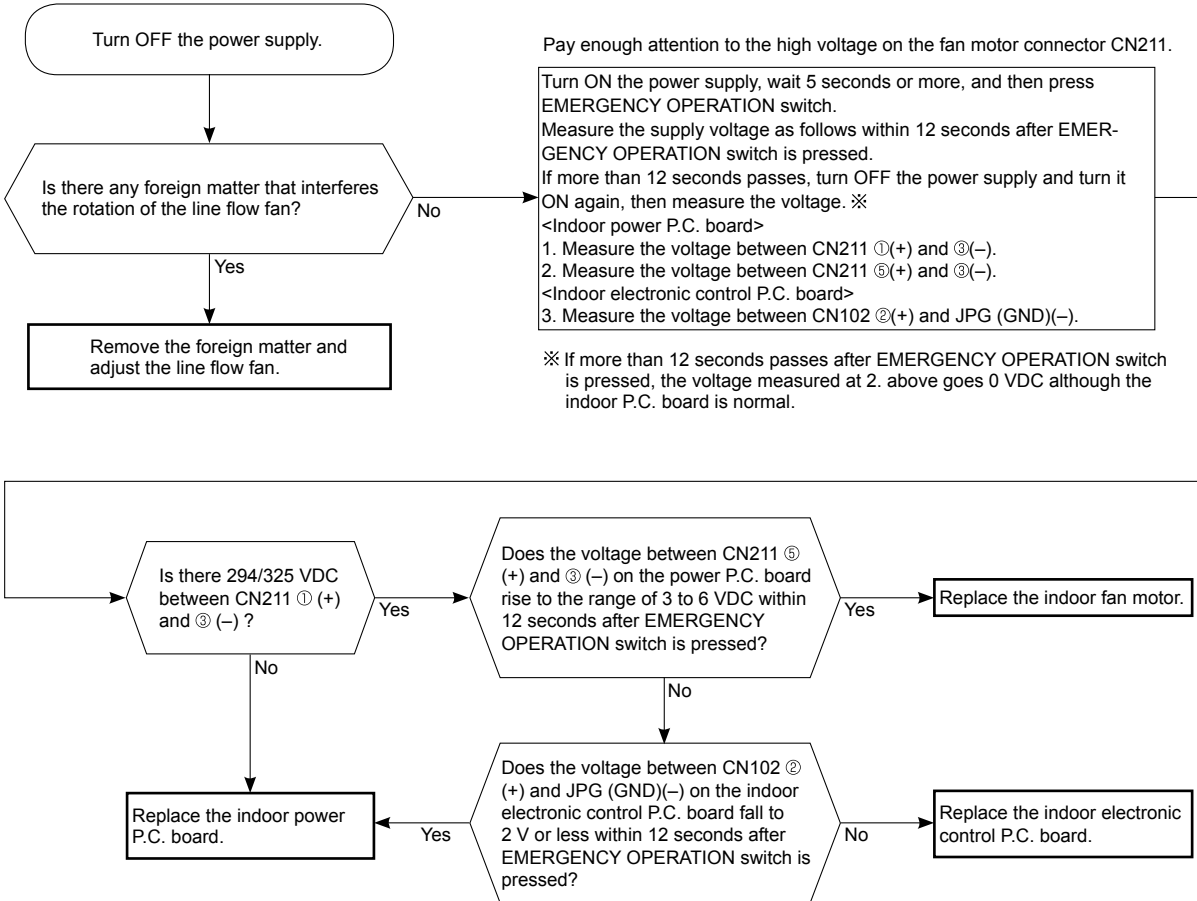 Turn OFF the power supply.
Is there any foreign matter that interferes
the rotation of the line flow fan?
No
Yes
Remove the foreign matter and
adjust the line flow fan.
Pay enough attention to the high voltage on the fan motor connector CN211.
Turn ON the power supply, wait 5 seconds or more, and then press
EMERGENCY OPERATION switch.
Measure the supply voltage as follows within 12 seconds after EMER-
GENCY OPERATION switch is pressed.
If more than 12 seconds passes, turn OFF the power supply and turn it
ON again, then measure the voltage. ※
<Indoor power P.C. board>
1. Measure the voltage between CN211 ①(+) and ③(–).
2. Measure the voltage between CN211 ⑤(+) and ③(–).
<Indoor electronic control P.C. board>
3. Measure the voltage between CN102 ②(+) and JPG (GND)(–).
※ If more than 12 seconds passes after EMERGENCY OPERATION switch
is pressed, the voltage measured at 2. above goes 0 VDC although the
indoor P.C. board is normal.
Is there 294/325 VDC
between CN211 ① (+)
and ③ (–) ?
Yes
No
Does the voltage between CN211 ⑤
(+) and ③ (–) on the power P.C. board
rise to the range of 3 to 6 VDC within
12 seconds after EMERGENCY
OPERATION switch is pressed?
Yes
Replace the indoor fan motor.
No
Does the voltage between CN102 ②
(+) and JPG (GND)(–) on the indoor
electronic control P.C. board fall to
2 V or less within 12 seconds after
EMERGENCY OPERATION switch is
pressed?
Yes
Replace the indoor power
P.C. board.
No
Replace the indoor electronic
control P.C. board.